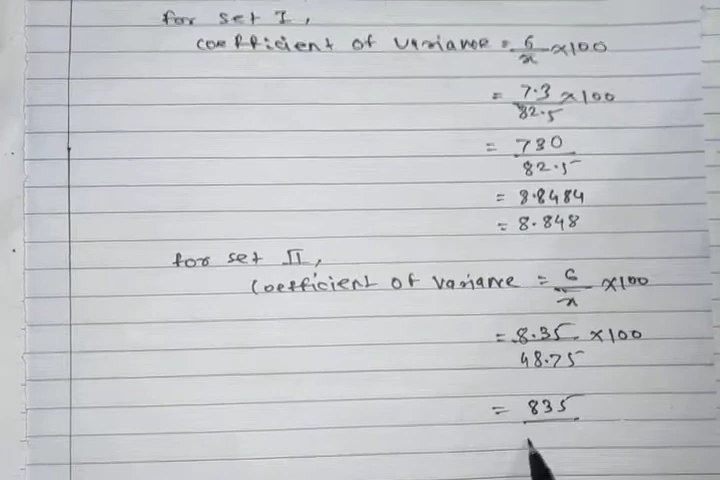 for set I,
coefficient of variance = σ/x × 100
= 7.3/82.5 × 100
= 730/82.5
= 8.8484
= 8.848
for set II,
coefficient of variance = σ/x × 100
= 8.35/48.75 × 100
= 835